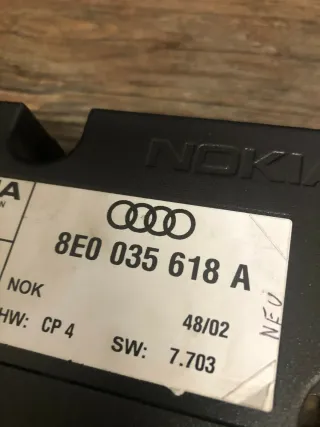 NOKIA
8E0 035 618 A
NOK
48/02
HW: CP 4
SW: 7.703
NEU